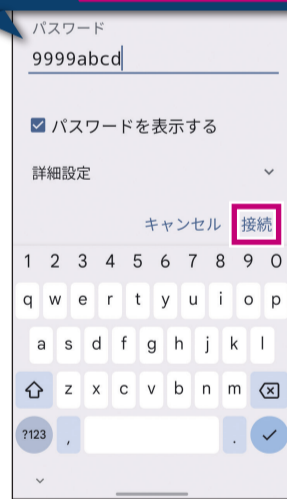 パスワード
9999abcd
パスワードを表示する
詳細設定
キャンセル 接続
1 2 3 4 5 6 7 8 9 0
q w e r t y u i o p
a s d f g h j k l
z x c v b n m
?123 , .